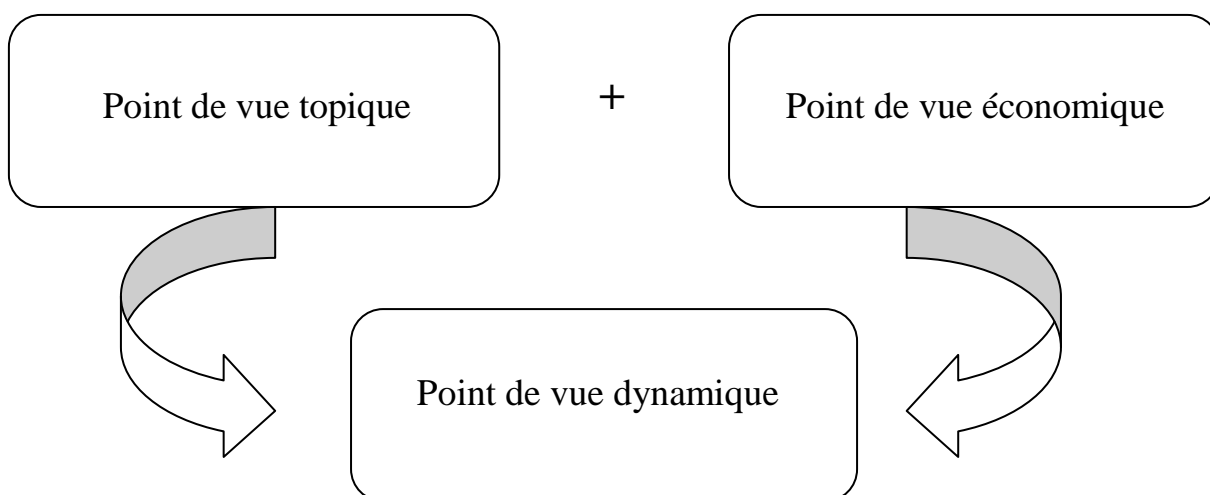 Point de vue topique
+
Point de vue économique
Point de vue dynamique